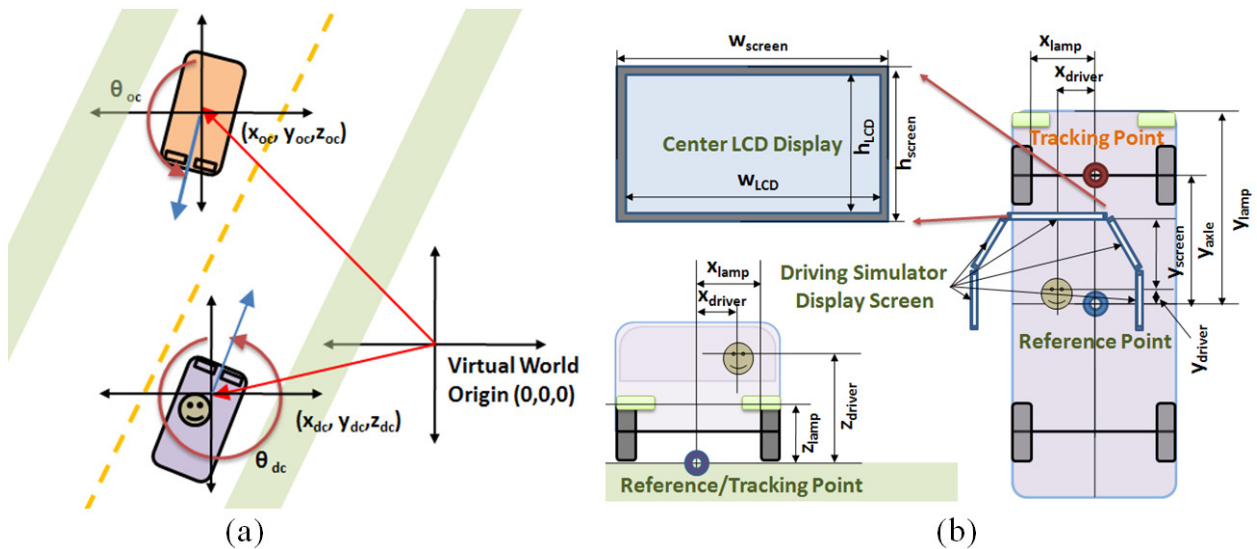 θoc
(xoc, yoc,zoc)
Virtual World
Origin (0,0,0)
(xdc, ydc,zdc)
θdc
(a)
wscreen
Center LCD Display
hLCD
hscreen
wLCD
xlamp
xdriver
Tracking Point
yscreen
yaxle
ylamp
Driving Simulator
Display Screen
Reference Point
ydriver
xlamp
xdriver
zdriver
zlamp
Reference/Tracking Point
(b)